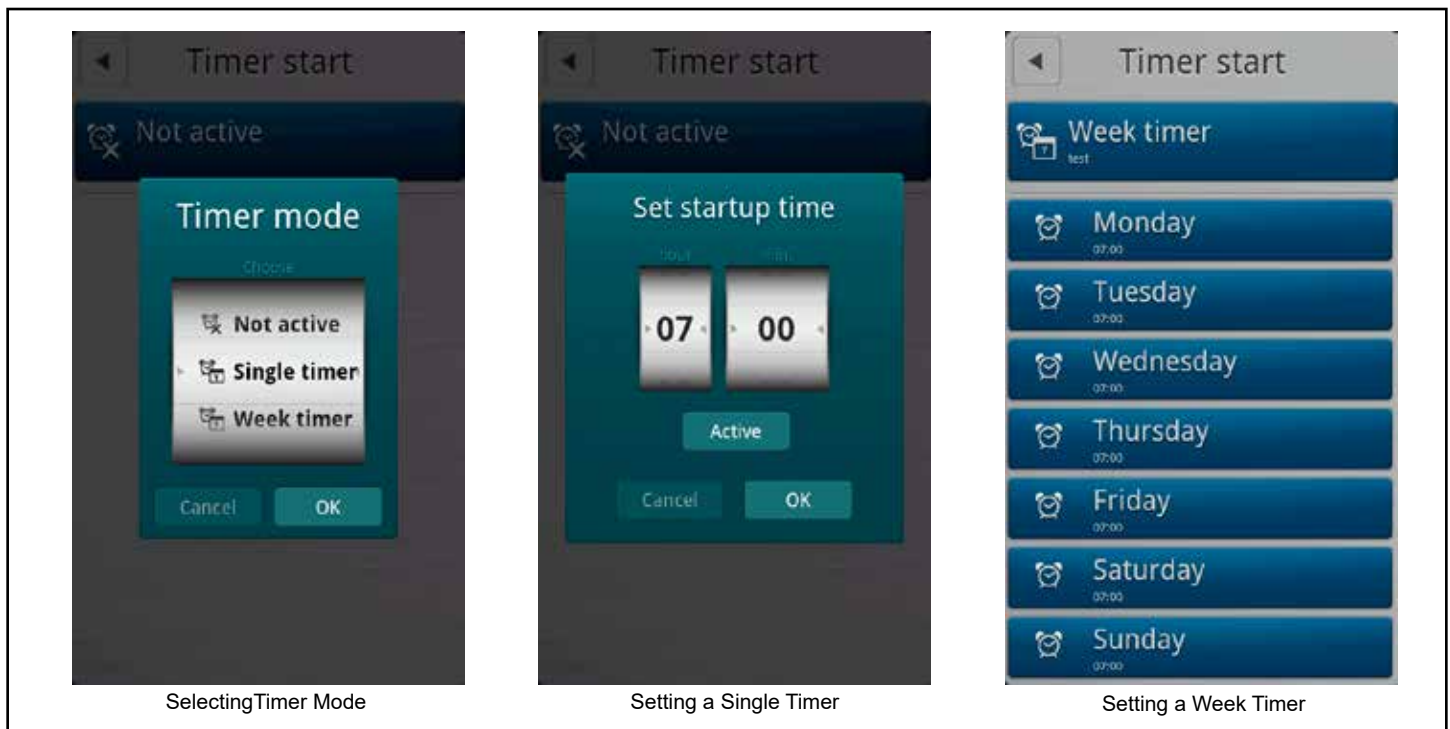 Timer start
Not active
Timer mode
Choose
Not active
Single timer
Week timer
Cancel
OK
SelectingTimer Mode
Timer start
Not active
Set startup time
hour
min
07
00
Active
Cancel
OK
Setting a Single Timer
Timer start
Week timer
test
Monday
07:00
Tuesday
07:00
Wednesday
07:00
Thursday
07:00
Friday
07:00
Saturday
07:00
Sunday
07:00
Setting a Week Timer